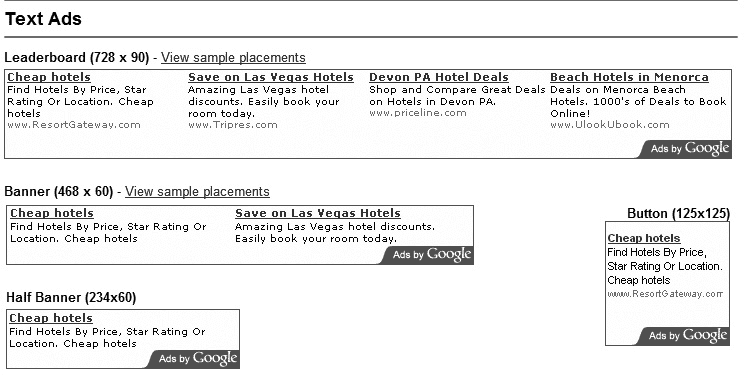 Text Ads
Leaderboard (728 x 90) - View sample placements
Cheap hotels
Find Hotels By Price, Star
Rating Or Location. Cheap
hotels
www.ResortGateway.com
Save on Las Vegas Hotels
Amazing Las Vegas hotel
discounts. Easily book your
room today.
www.Tripres.com
Devon PA Hotel Deals
Shop and Compare Great Deals
on Hotels in Devon PA.
www.priceline.com
Beach Hotels in Menorca
Deals on Menorca Beach
Hotels. 1000's of Deals to Book
Online!
www.UlookUbook.com
Ads by Google
Banner (468 x 60) - View sample placements
Cheap hotels
Find Hotels By Price, Star Rating Or
Location. Cheap hotels
Save on Las Vegas Hotels
Amazing Las Vegas hotel discounts.
Easily book your room today.
Ads by Google
Button (125x125)
Cheap hotels
Find Hotels By Price,
Star Rating Or Location.
Cheap hotels
www.ResortGateway.com
Ads by Google
Half Banner (234x60)
Cheap hotels
Find Hotels By Price, Star Rating Or
Location. Cheap hotels
Ads by Google